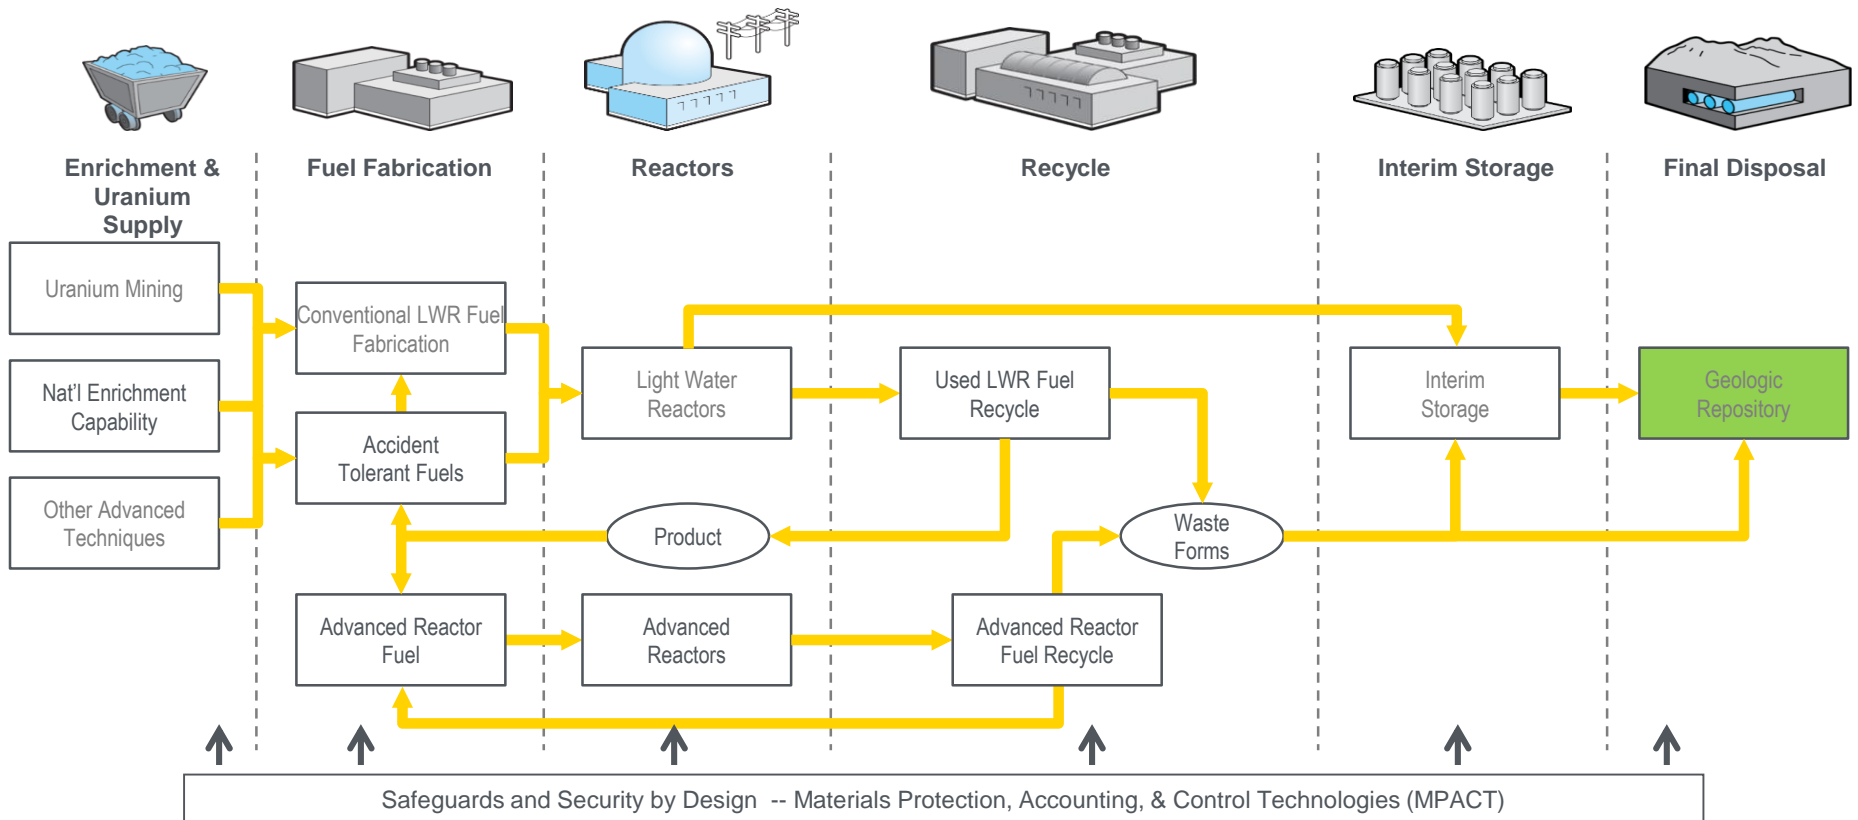 Enrichment &
Uranium
Supply
Fuel Fabrication
Reactors
Recycle
Interim Storage
Final Disposal
Uranium Mining
Nat'l Enrichment
Capability
Other Advanced
Techniques
Conventional LWR Fuel
Fabrication
Accident
Tolerant Fuels
Advanced Reactor
Fuel
Light Water
Reactors
Product
Advanced
Reactors
Used LWR Fuel
Recycle
Waste
Forms
Advanced Reactor
Fuel Recycle
Interim
Storage
Geologic
Repository
Safeguards and Security by Design -- Materials Protection, Accounting, & Control Technologies (MPACT)